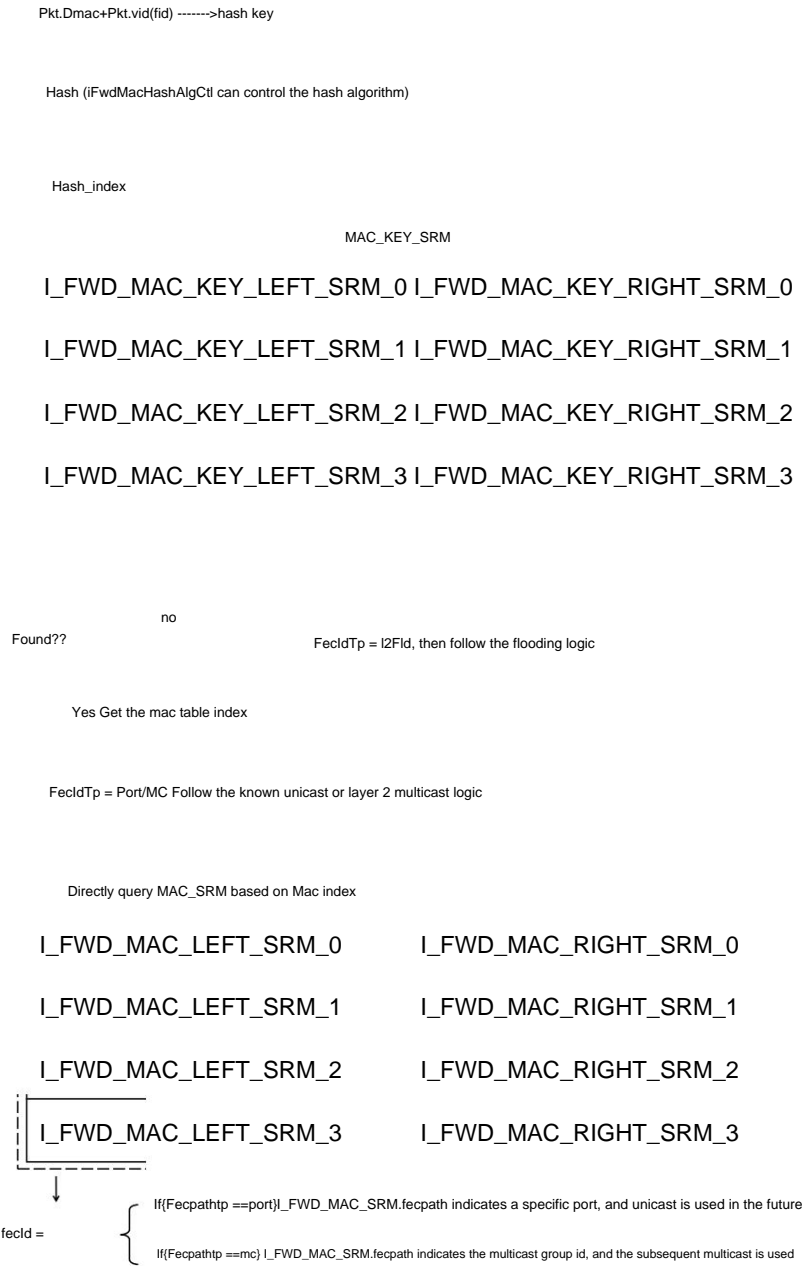 Pkt.Dmac+Pkt.vid(fid) ------->hash key
Hash (iFwdMacHashAlgCtl can control the hash algorithm)
Hash_index
MAC_KEY_SRM
I_FWD_MAC_KEY_LEFT_SRM_0 I_FWD_MAC_KEY_RIGHT_SRM_0
I_FWD_MAC_KEY_LEFT_SRM_1 I_FWD_MAC_KEY_RIGHT_SRM_1
I_FWD_MAC_KEY_LEFT_SRM_2 I_FWD_MAC_KEY_RIGHT_SRM_2
I_FWD_MAC_KEY_LEFT_SRM_3 I_FWD_MAC_KEY_RIGHT_SRM_3
no
Found?? FecIdTp = l2Fld, then follow the flooding logic
Yes Get the mac table index
FecIdTp = Port/MC Follow the known unicast or layer 2 multicast logic
Directly query MAC_SRM based on Mac index
I_FWD_MAC_LEFT_SRM_0 I_FWD_MAC_RIGHT_SRM_0
I_FWD_MAC_LEFT_SRM_1 I_FWD_MAC_RIGHT_SRM_1
I_FWD_MAC_LEFT_SRM_2 I_FWD_MAC_RIGHT_SRM_2
I_FWD_MAC_LEFT_SRM_3 I_FWD_MAC_RIGHT_SRM_3
If{Fecpathtp ==port}I_FWD_MAC_SRM.fecpath indicates a specific port, and unicast is used in the future
fecId =
If{Fecpathtp ==mc} I_FWD_MAC_SRM.fecpath indicates the multicast group id, and the subsequent multicast is used